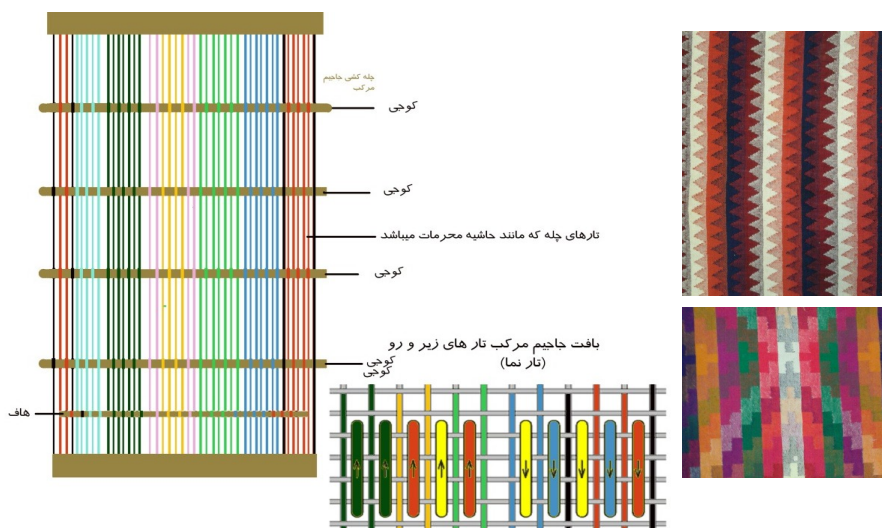 چله کشی جاجیم
مرکب
کوجی
کوجی
تارهای چله که مانند حاشیه محرمات میباشد
کوجی
بافت جاجیم مرکب تار های زیر و رو
(تار نما)
کوجی
کوجی
هاف